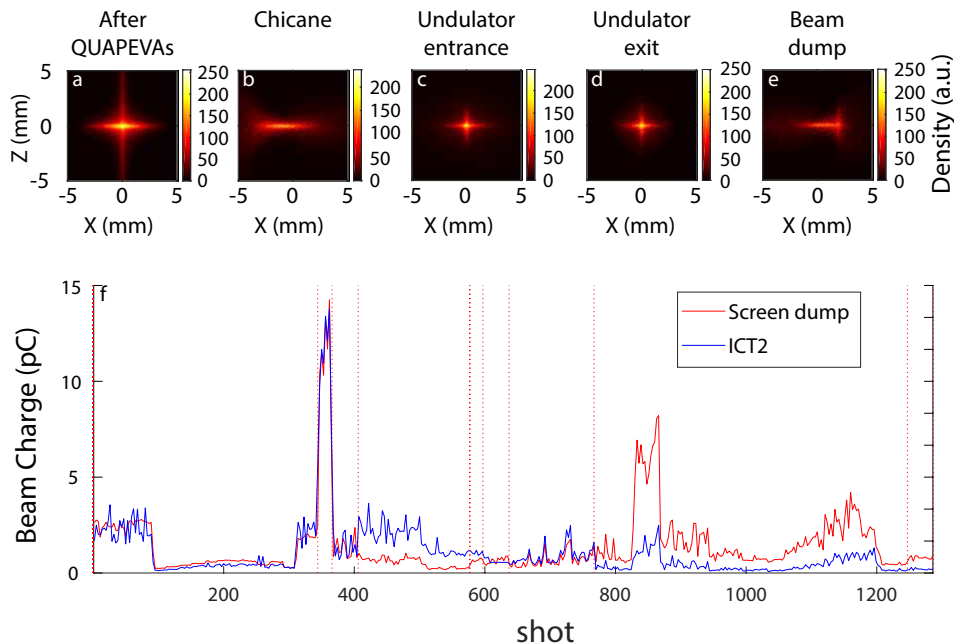 After
QUAPEVAs
Chicane
Undulator
entrance
Undulator
exit
Beam
dump
a
b
c
d
e
5
0
-5
Z (mm)
250
200
150
100
50
0
250
200
150
100
50
0
250
200
150
100
50
0
250
200
150
100
50
0
250
200
150
100
50
0
Density (a.u.)
-5 0 5
-5 0 5
-5 0 5
-5 0 5
-5 0 5
X (mm)
X (mm)
X (mm)
X (mm)
X (mm)
f
15
10
5
0
Beam Charge (pC)
Screen dump
ICT2
200 400 600 800 1000 1200
shot